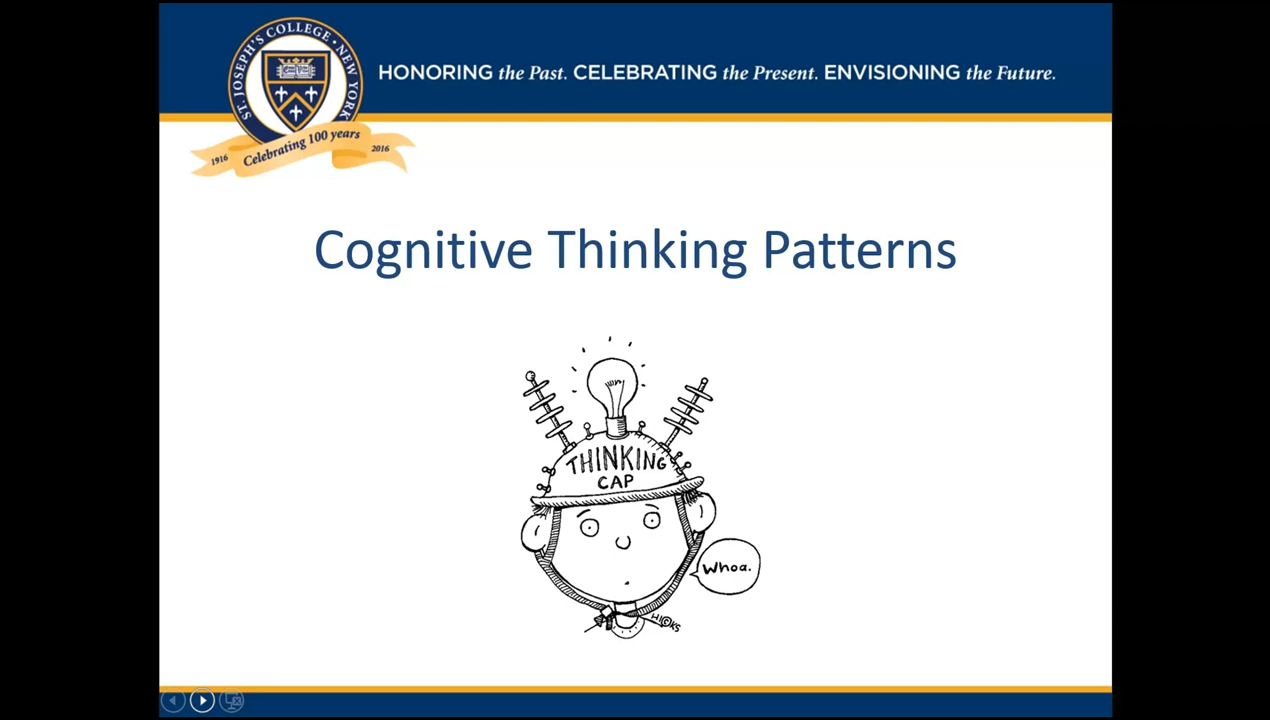 ST. JOSEPH'S COLLEGE • NEW YORK
HONORING the Past. CELEBRATING the Present. ENVISIONING the Future.
1916 Celebrating 100 years 2016
Cognitive Thinking Patterns
THINKING
CAP
Whoa.
HICKS